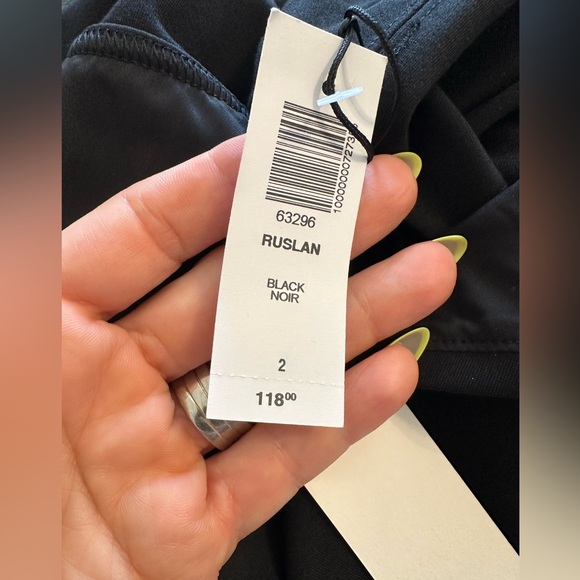 63296
RUSLAN
BLACK
NOIR
2
118⁰⁰